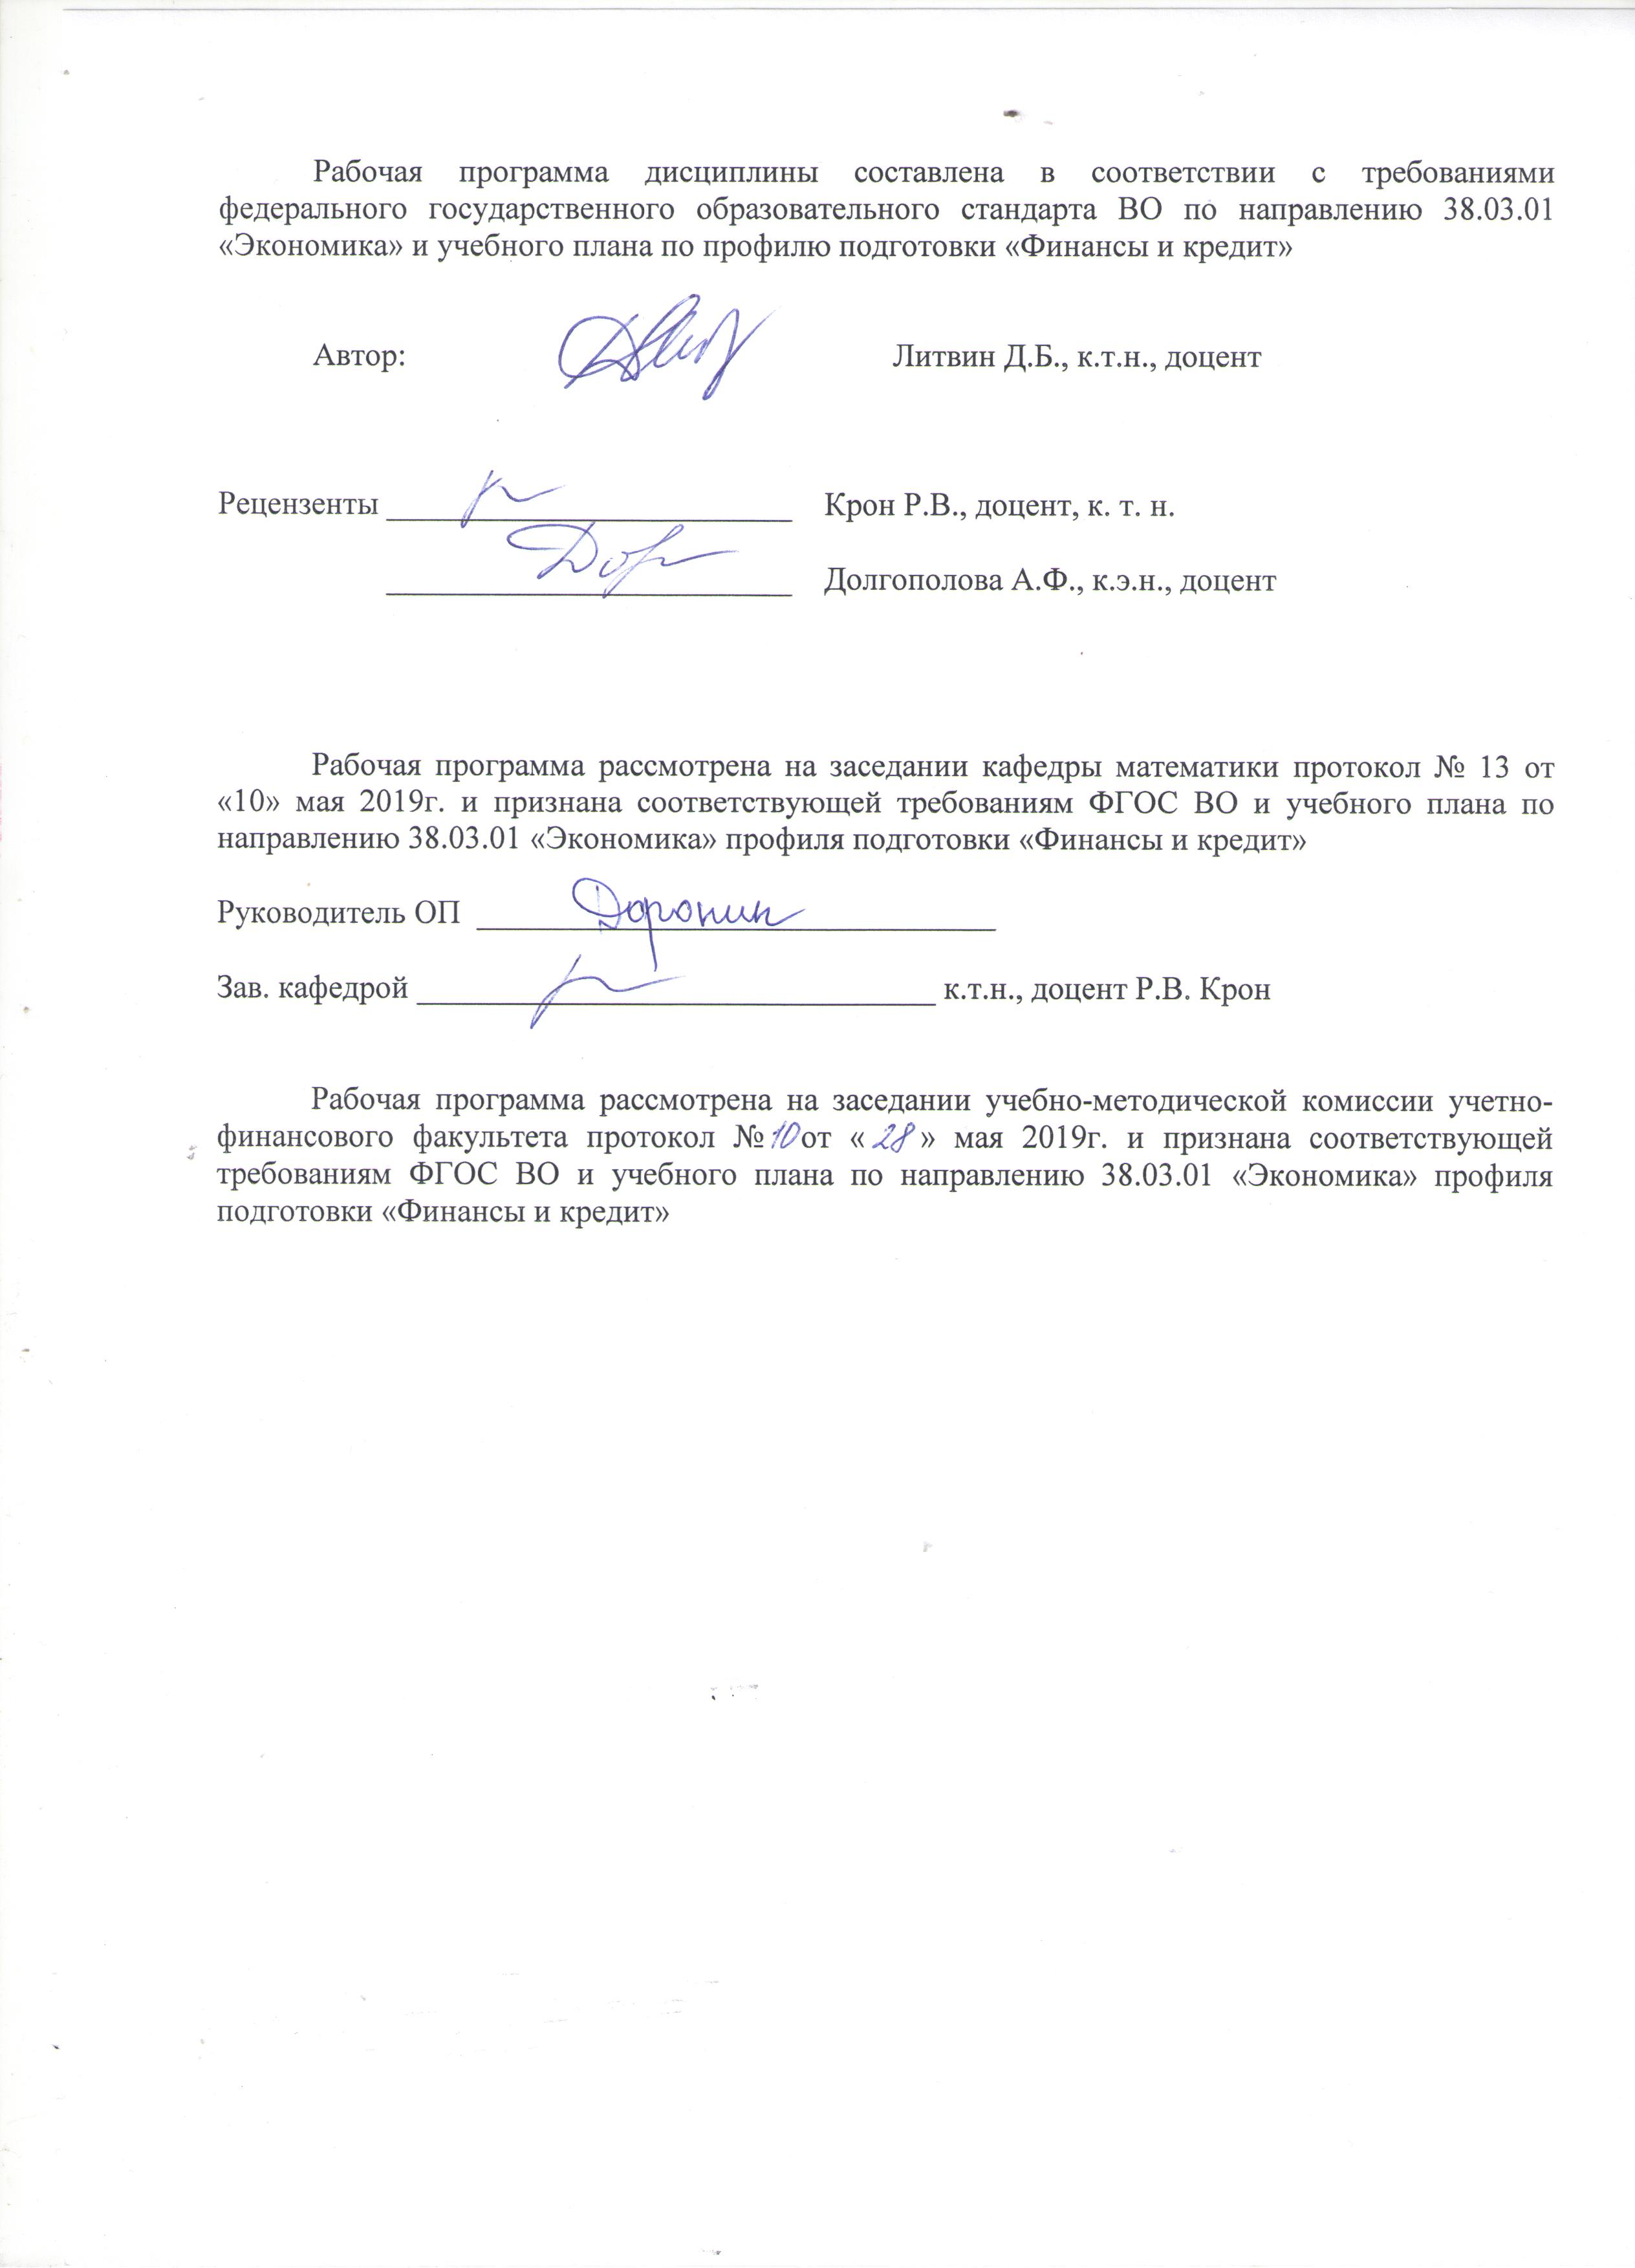 Рабочая программа дисциплины составлена в соответствии с требованиями
федерального государственного образовательного стандарта ВО по направлению 38.03.01
«Экономика» и учебного плана по профилю подготовки «Финансы и кредит»
Автор: Литвин Д.Б., к.т.н., доцент
Рецензенты Крон Р.В., доцент, к. т. н.
Долгополова А.Ф., к.э.н., доцент
Рабочая программа рассмотрена на заседании кафедры математики протокол № 13 от
«10» мая 2019г. и признана соответствующей требованиям ФГОС ВО и учебного плана по
направлению 38.03.01 «Экономика» профиля подготовки «Финансы и кредит»
Руководитель ОП Доронин
Зав. кафедрой к.т.н., доцент Р.В. Крон
Рабочая программа рассмотрена на заседании учебно-методической комиссии учетно-
финансового факультета протокол № 10 от «28» мая 2019г. и признана соответствующей
требованиям ФГОС ВО и учебного плана по направлению 38.03.01 «Экономика» профиля
подготовки «Финансы и кредит»